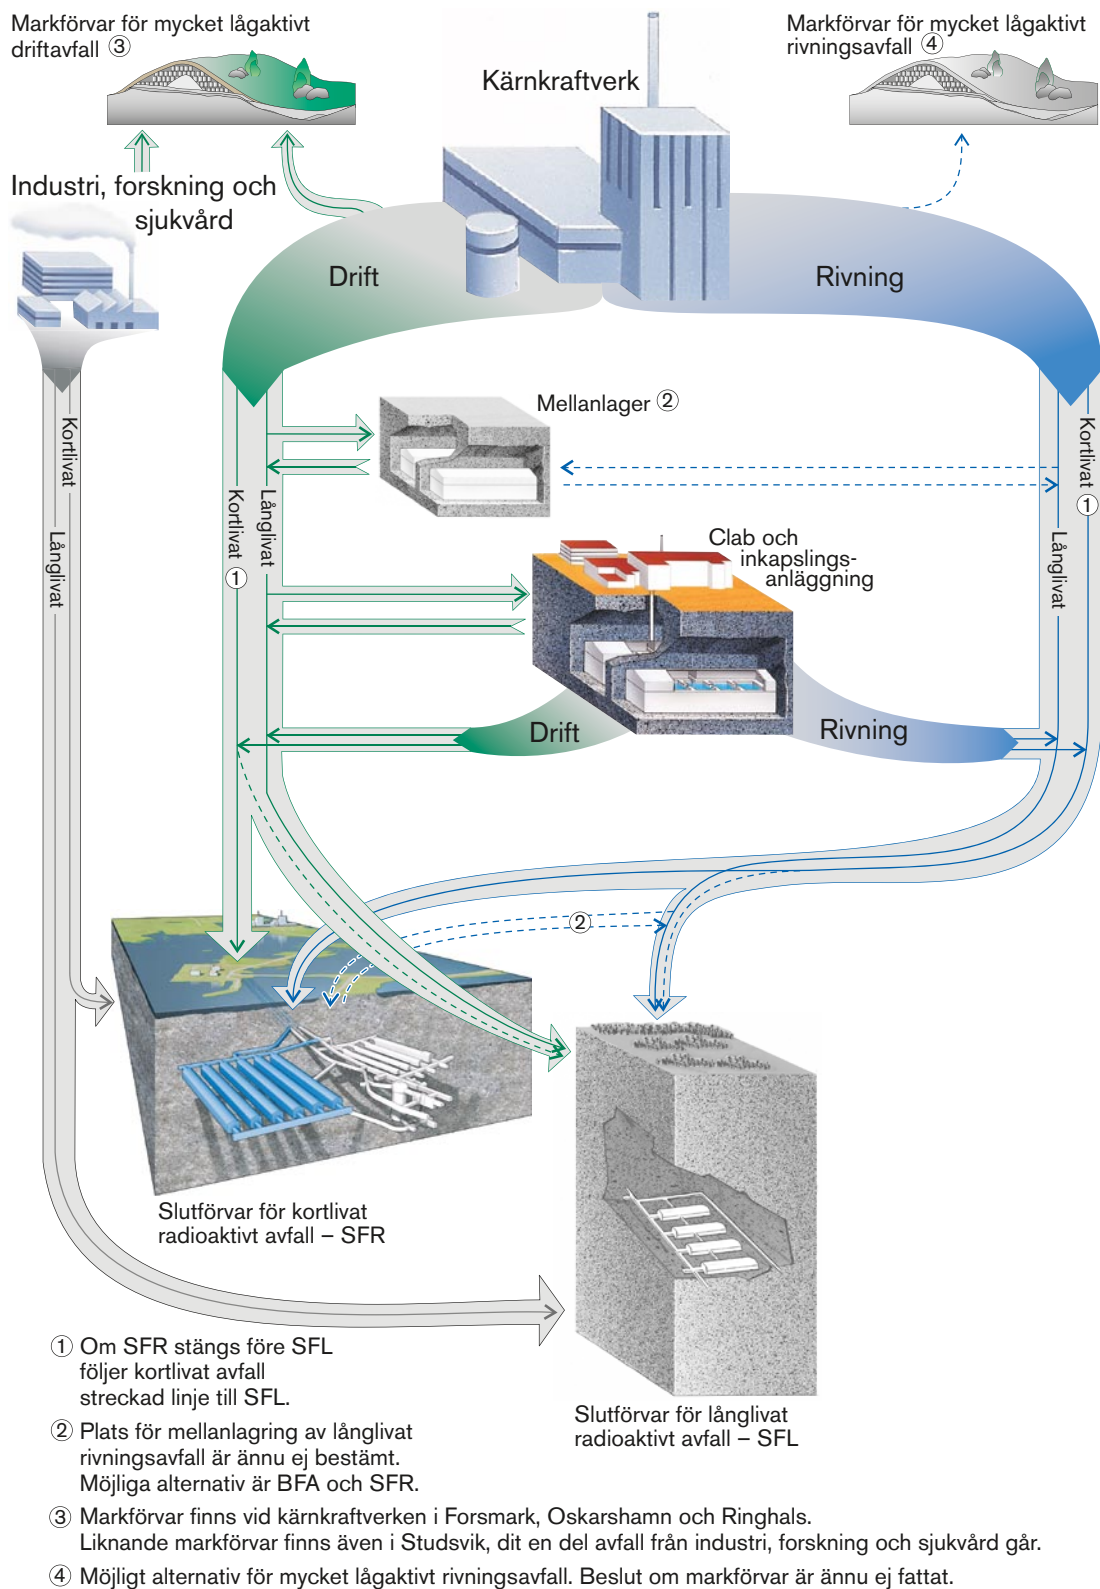 Markförvar för mycket lågaktivt
driftavfall ③
Markförvar för mycket lågaktivt
rivningsavfall ④
Kärnkraftverk
Industri, forskning och
sjukvård
Drift
Rivning
Mellanlager ②
Kortlivat
Långlivat
Kortlivat ①
Långlivat
Kortlivat ①
Långlivat
Clab och
inkapslings-
anläggning
Drift
Rivning
②
Slutförvar för kortlivat
radioaktivt avfall – SFR
Slutförvar för långlivat
radioaktivt avfall – SFL
① Om SFR stängs före SFL
följer kortlivat avfall
streckad linje till SFL.
② Plats för mellanlagring av långlivat
rivningsavfall är ännu ej bestämt.
Möjliga alternativ är BFA och SFR.
③ Markförvar finns vid kärnkraftverken i Forsmark, Oskarshamn och Ringhals.
Liknande markförvar finns även i Studsvik, dit en del avfall från industri, forskning och sjukvård går.
④ Möjligt alternativ för mycket lågaktivt rivningsavfall. Beslut om markförvar är ännu ej fattat.